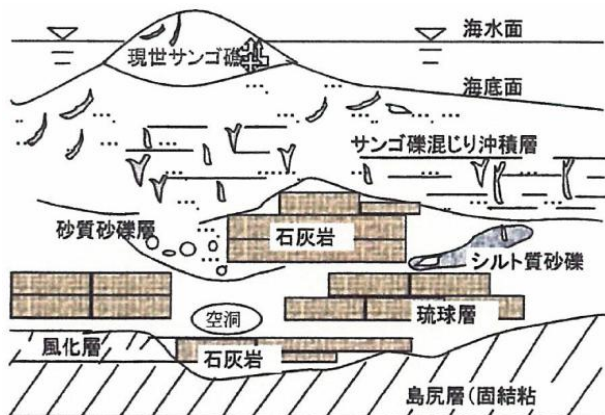 海水面
現世サンゴ礁
海底面
サンゴ礫混じり沖積層
砂質砂礫層
石灰岩
シルト質砂礫
空洞
琉球層
風化層
石灰岩
島尻層(固結粘